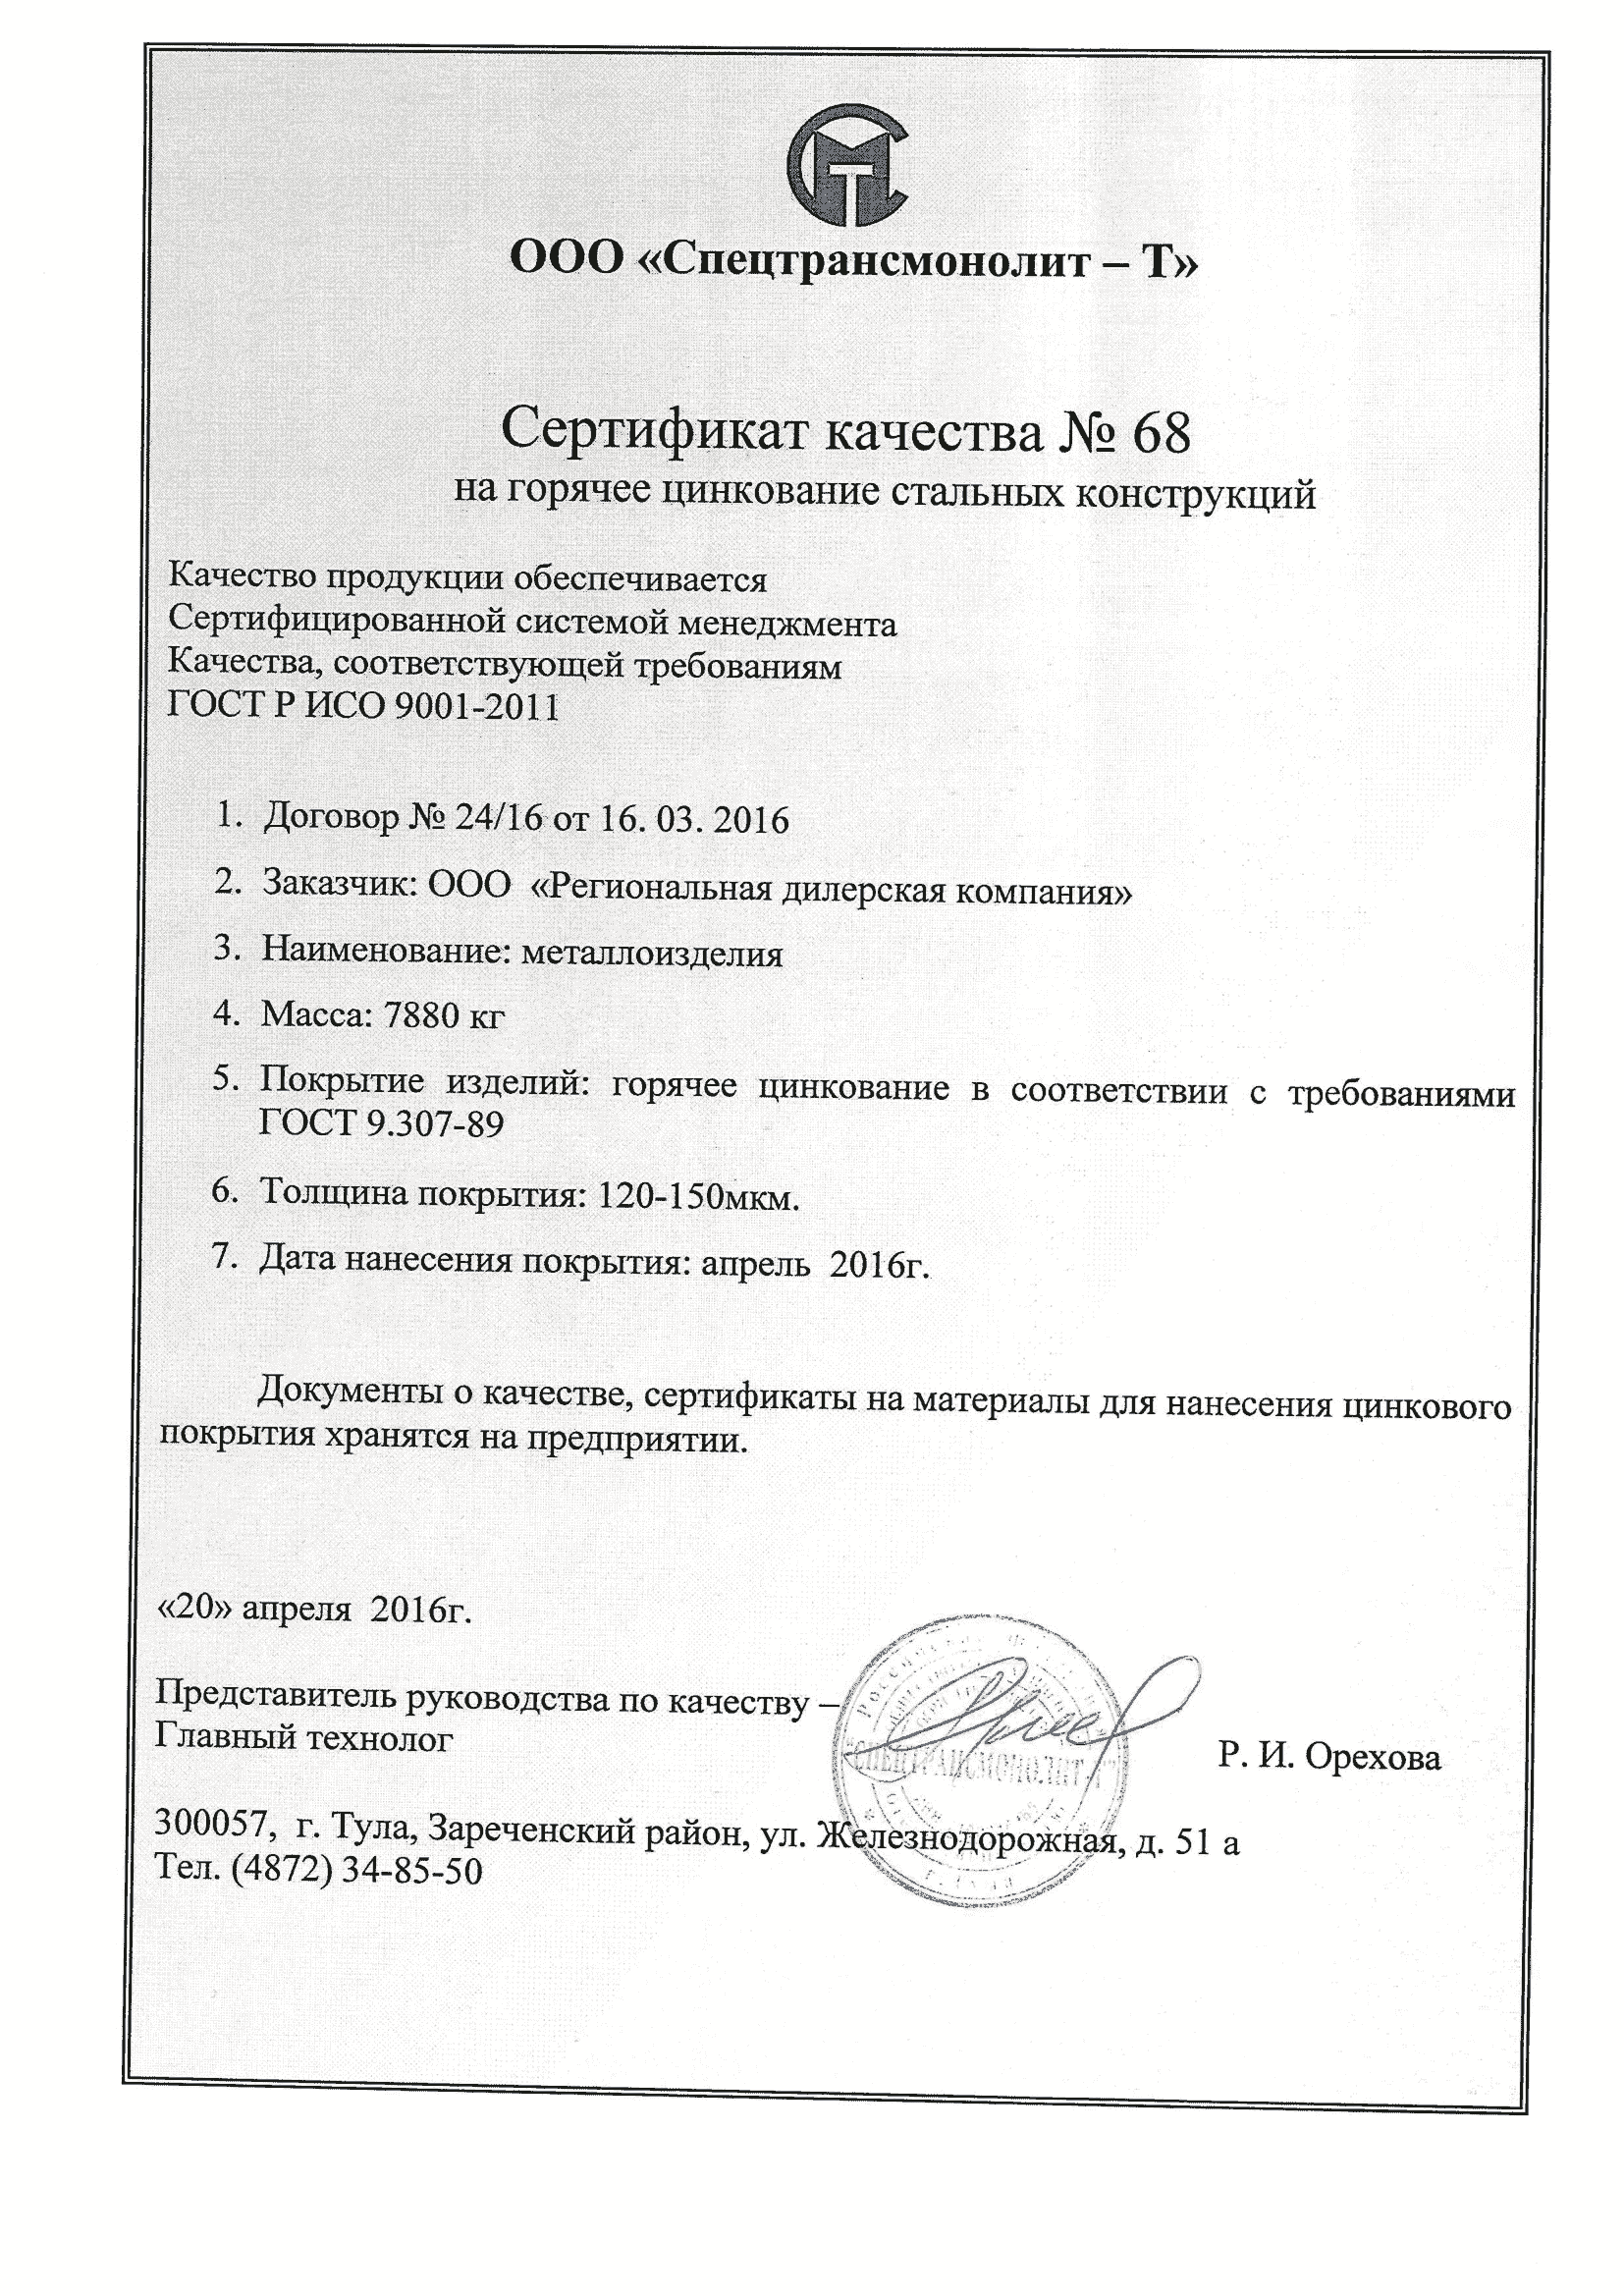 ООО «Спецтрансмонолит – Т»
Сертификат качества № 68
на горячее цинкование стальных конструкций
Качество продукции обеспечивается
Сертифицированной системой менеджмента
Качества, соответствующей требованиям
ГОСТ Р ИСО 9001-2011
1. Договор № 24/16 от 16. 03. 2016
2. Заказчик: ООО «Региональная дилерская компания»
3. Наименование: металлоизделия
4. Масса: 7880 кг
5. Покрытие изделий: горячее цинкование в соответствии с требованиями
ГОСТ 9.307-89
6. Толщина покрытия: 120-150мкм.
7. Дата нанесения покрытия: апрель 2016г.
Документы о качестве, сертификаты на материалы для нанесения цинкового
покрытия хранятся на предприятии.
«20» апреля 2016г.
Представитель руководства по качеству –
Главный технолог
"СПЕЦТРАНСМОНОЛИТ-Т"
Р. И. Орехова
300057, г. Тула, Зареченский район, ул. Железнодорожная, д. 51 а
Тел. (4872) 34-85-50